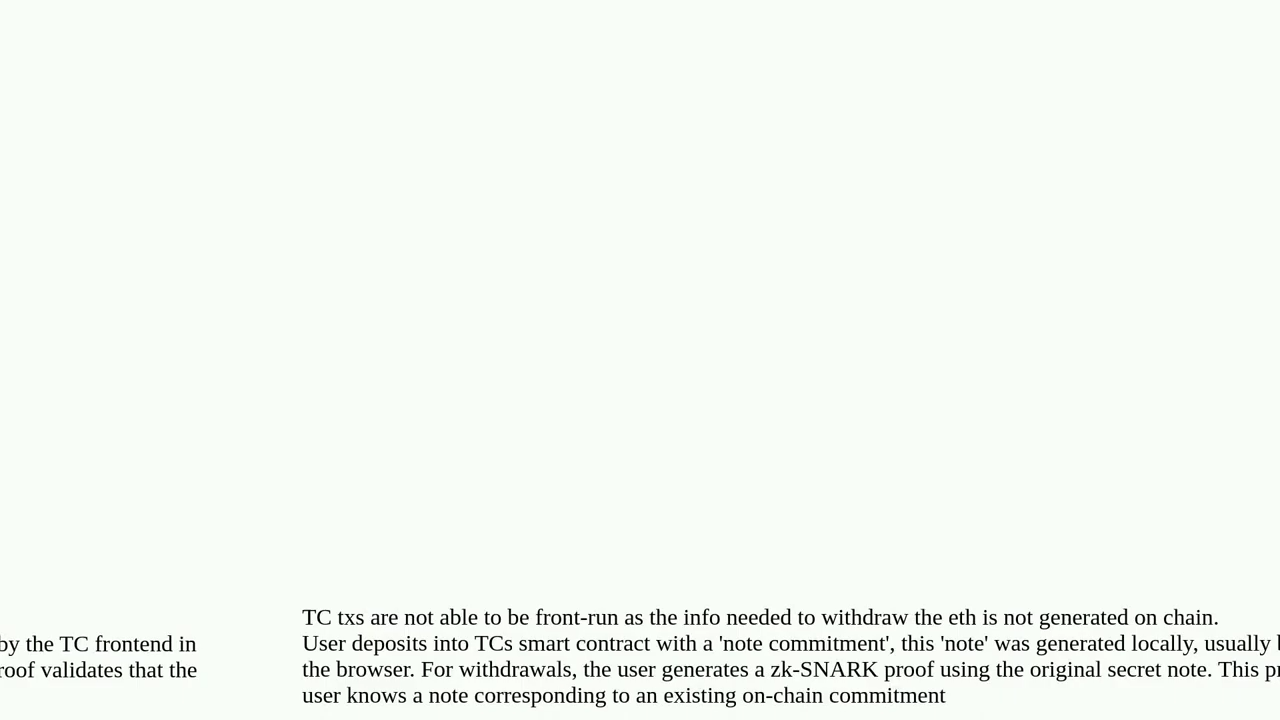 by the TC frontend in
roof validates that the
TC txs are not able to be front-run as the info needed to withdraw the eth is not generated on chain.
User deposits into TCs smart contract with a 'note commitment', this 'note' was generated locally, usually
the browser. For withdrawals, the user generates a zk-SNARK proof using the original secret note. This
user knows a note corresponding to an existing on-chain commitment